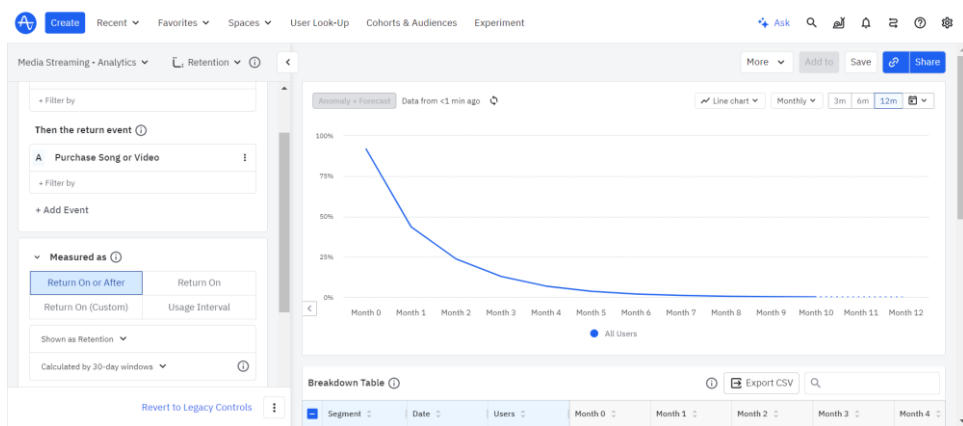 Create Recent Favorites Spaces User Look-Up Cohorts & Audiences Experiment Ask
Media Streaming - Analytics Retention
More Add to Save Share
+ Filter by
Then the return event
A Purchase Song or Video
+ Filter by
+ Add Event
Measured as
Return On or After Return On
Return On (Custom) Usage Interval
Shown as Retention
Calculated by 30-day windows
Revert to Legacy Controls
Anomaly + Forecast Data from <1 min ago Line chart Monthly 3m 6m 12m
100%
75%
50%
25%
0%
Month 0 Month 1 Month 2 Month 3 Month 4 Month 5 Month 6 Month 7 Month 8 Month 9 Month 10 Month 11 Month 12
All Users
Breakdown Table Export CSV
Segment Date Users Month 0 Month 1 Month 2 Month 3 Month 4